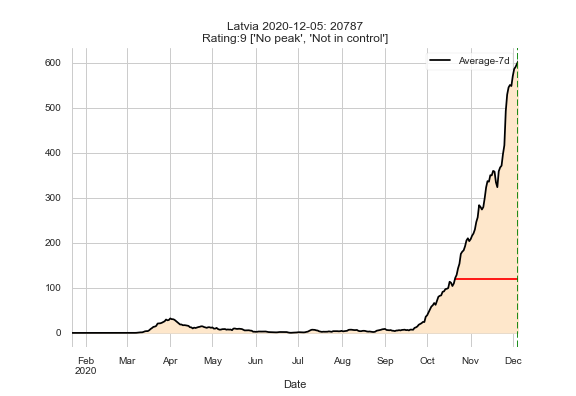 Latvia 2020-12-05: 20787
Rating:9 ['No peak', 'Not in control']
Average-7d
600
500
400
300
200
100
0
Feb Mar Apr May Jun Jul Aug Sep Oct Nov Dec
2020
Date